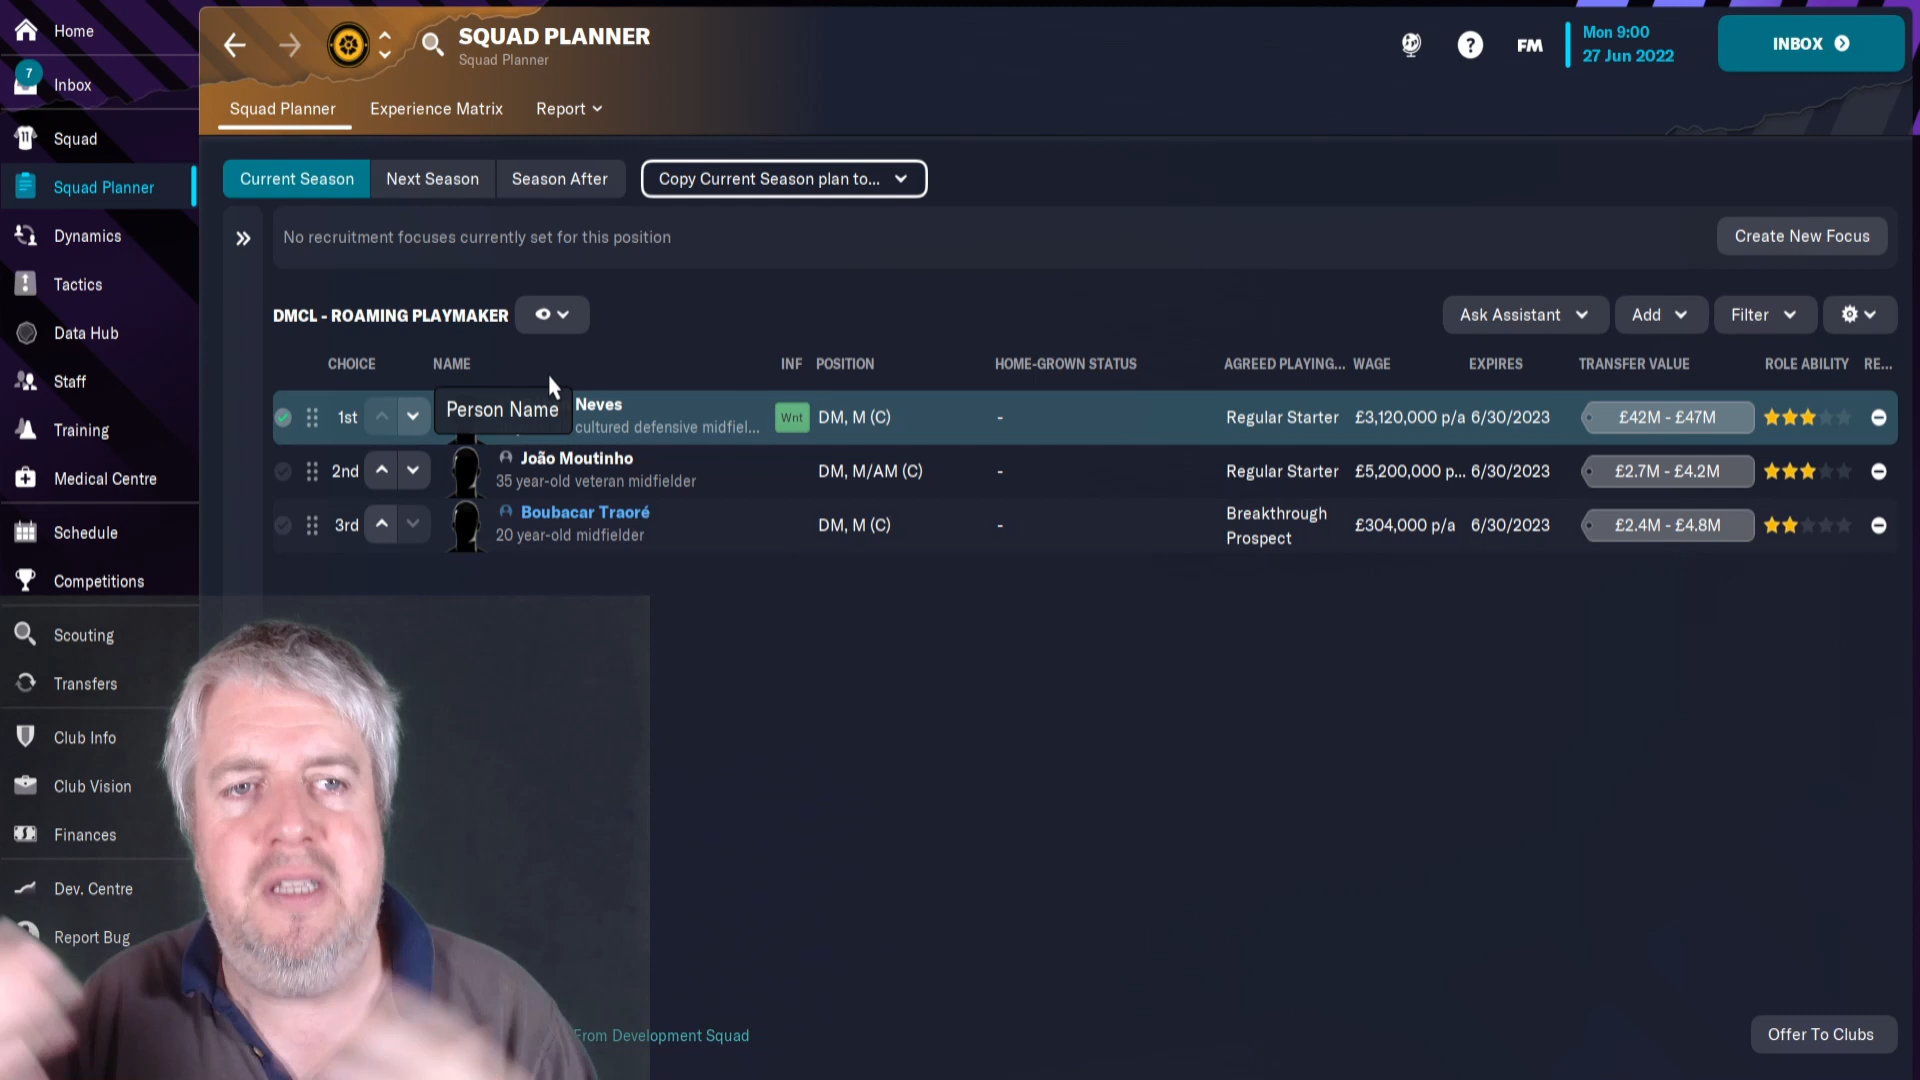 Home
7
Inbox
11
Squad
Squad Planner
Dynamics
Tactics
Data Hub
Staff
Training
Medical Centre
Schedule
Competitions
Scouting
Transfers
Club Info
Club Vision
Finances
Dev. Centre
Report Bug
SQUAD PLANNER
Squad Planner
?
FM
Mon 9:00
27 Jun 2022
INBOX
Squad Planner
Experience Matrix
Report
Current Season
Next Season
Season After
Copy Current Season plan to...
No recruitment focuses currently set for this position
Create New Focus
DMCL - ROAMING PLAYMAKER
Ask Assistant
Add
Filter
CHOICE NAME INF POSITION HOME-GROWN STATUS AGREED PLAYING... WAGE EXPIRES TRANSFER VALUE ROLE ABILITY RE...
1st Neves Wnt DM, M (C) - Regular Starter £3,120,000 p/a 6/30/2023 £42M - £47M
Person Name
cultured defensive midfiel...
2nd João Moutinho DM, M/AM (C) - Regular Starter £5,200,000 p... 6/30/2023 £2.7M - £4.2M
35 year-old veteran midfielder
3rd Boubacar Traoré DM, M (C) - Breakthrough Prospect £304,000 p/a 6/30/2023 £2.4M - £4.8M
20 year-old midfielder
From Development Squad
Offer To Clubs